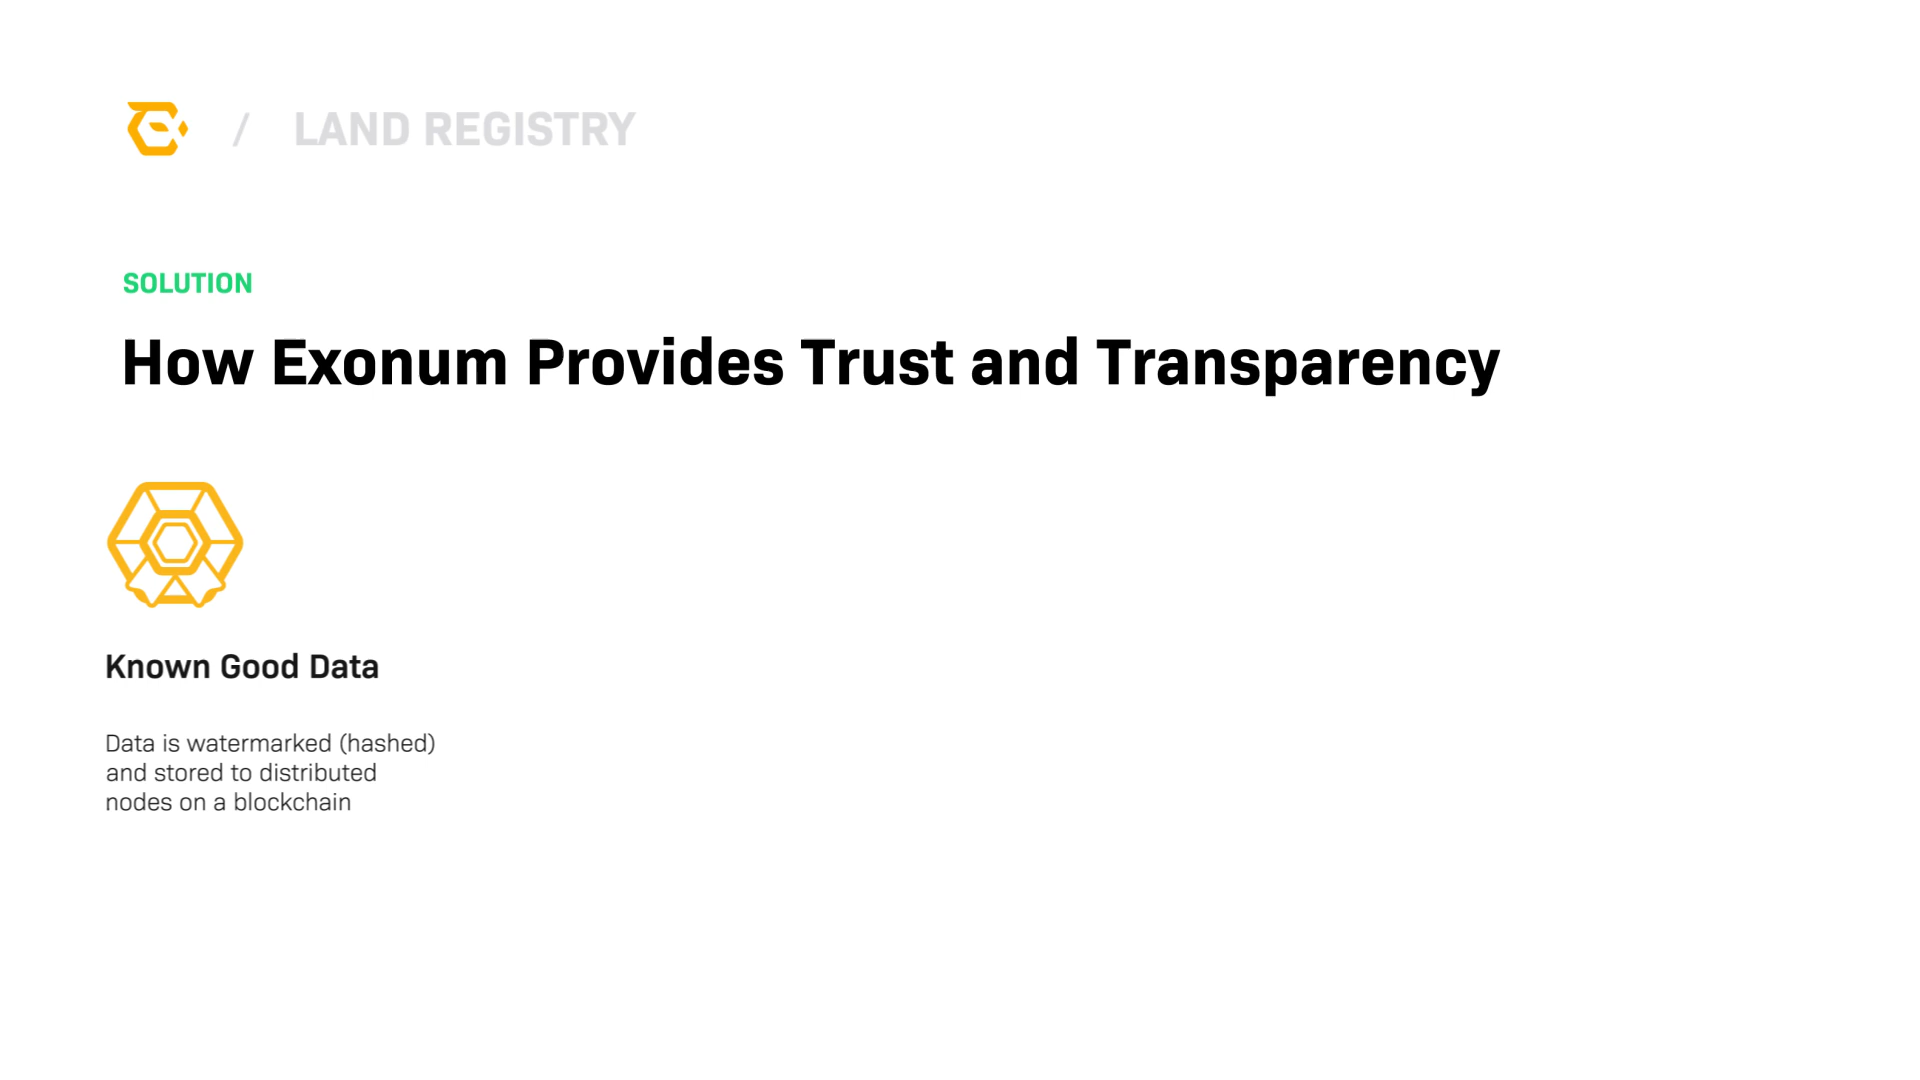 / LAND REGISTRY
SOLUTION
How Exonum Provides Trust and Transparency
Known Good Data
Data is watermarked (hashed)
and stored to distributed
nodes on a blockchain